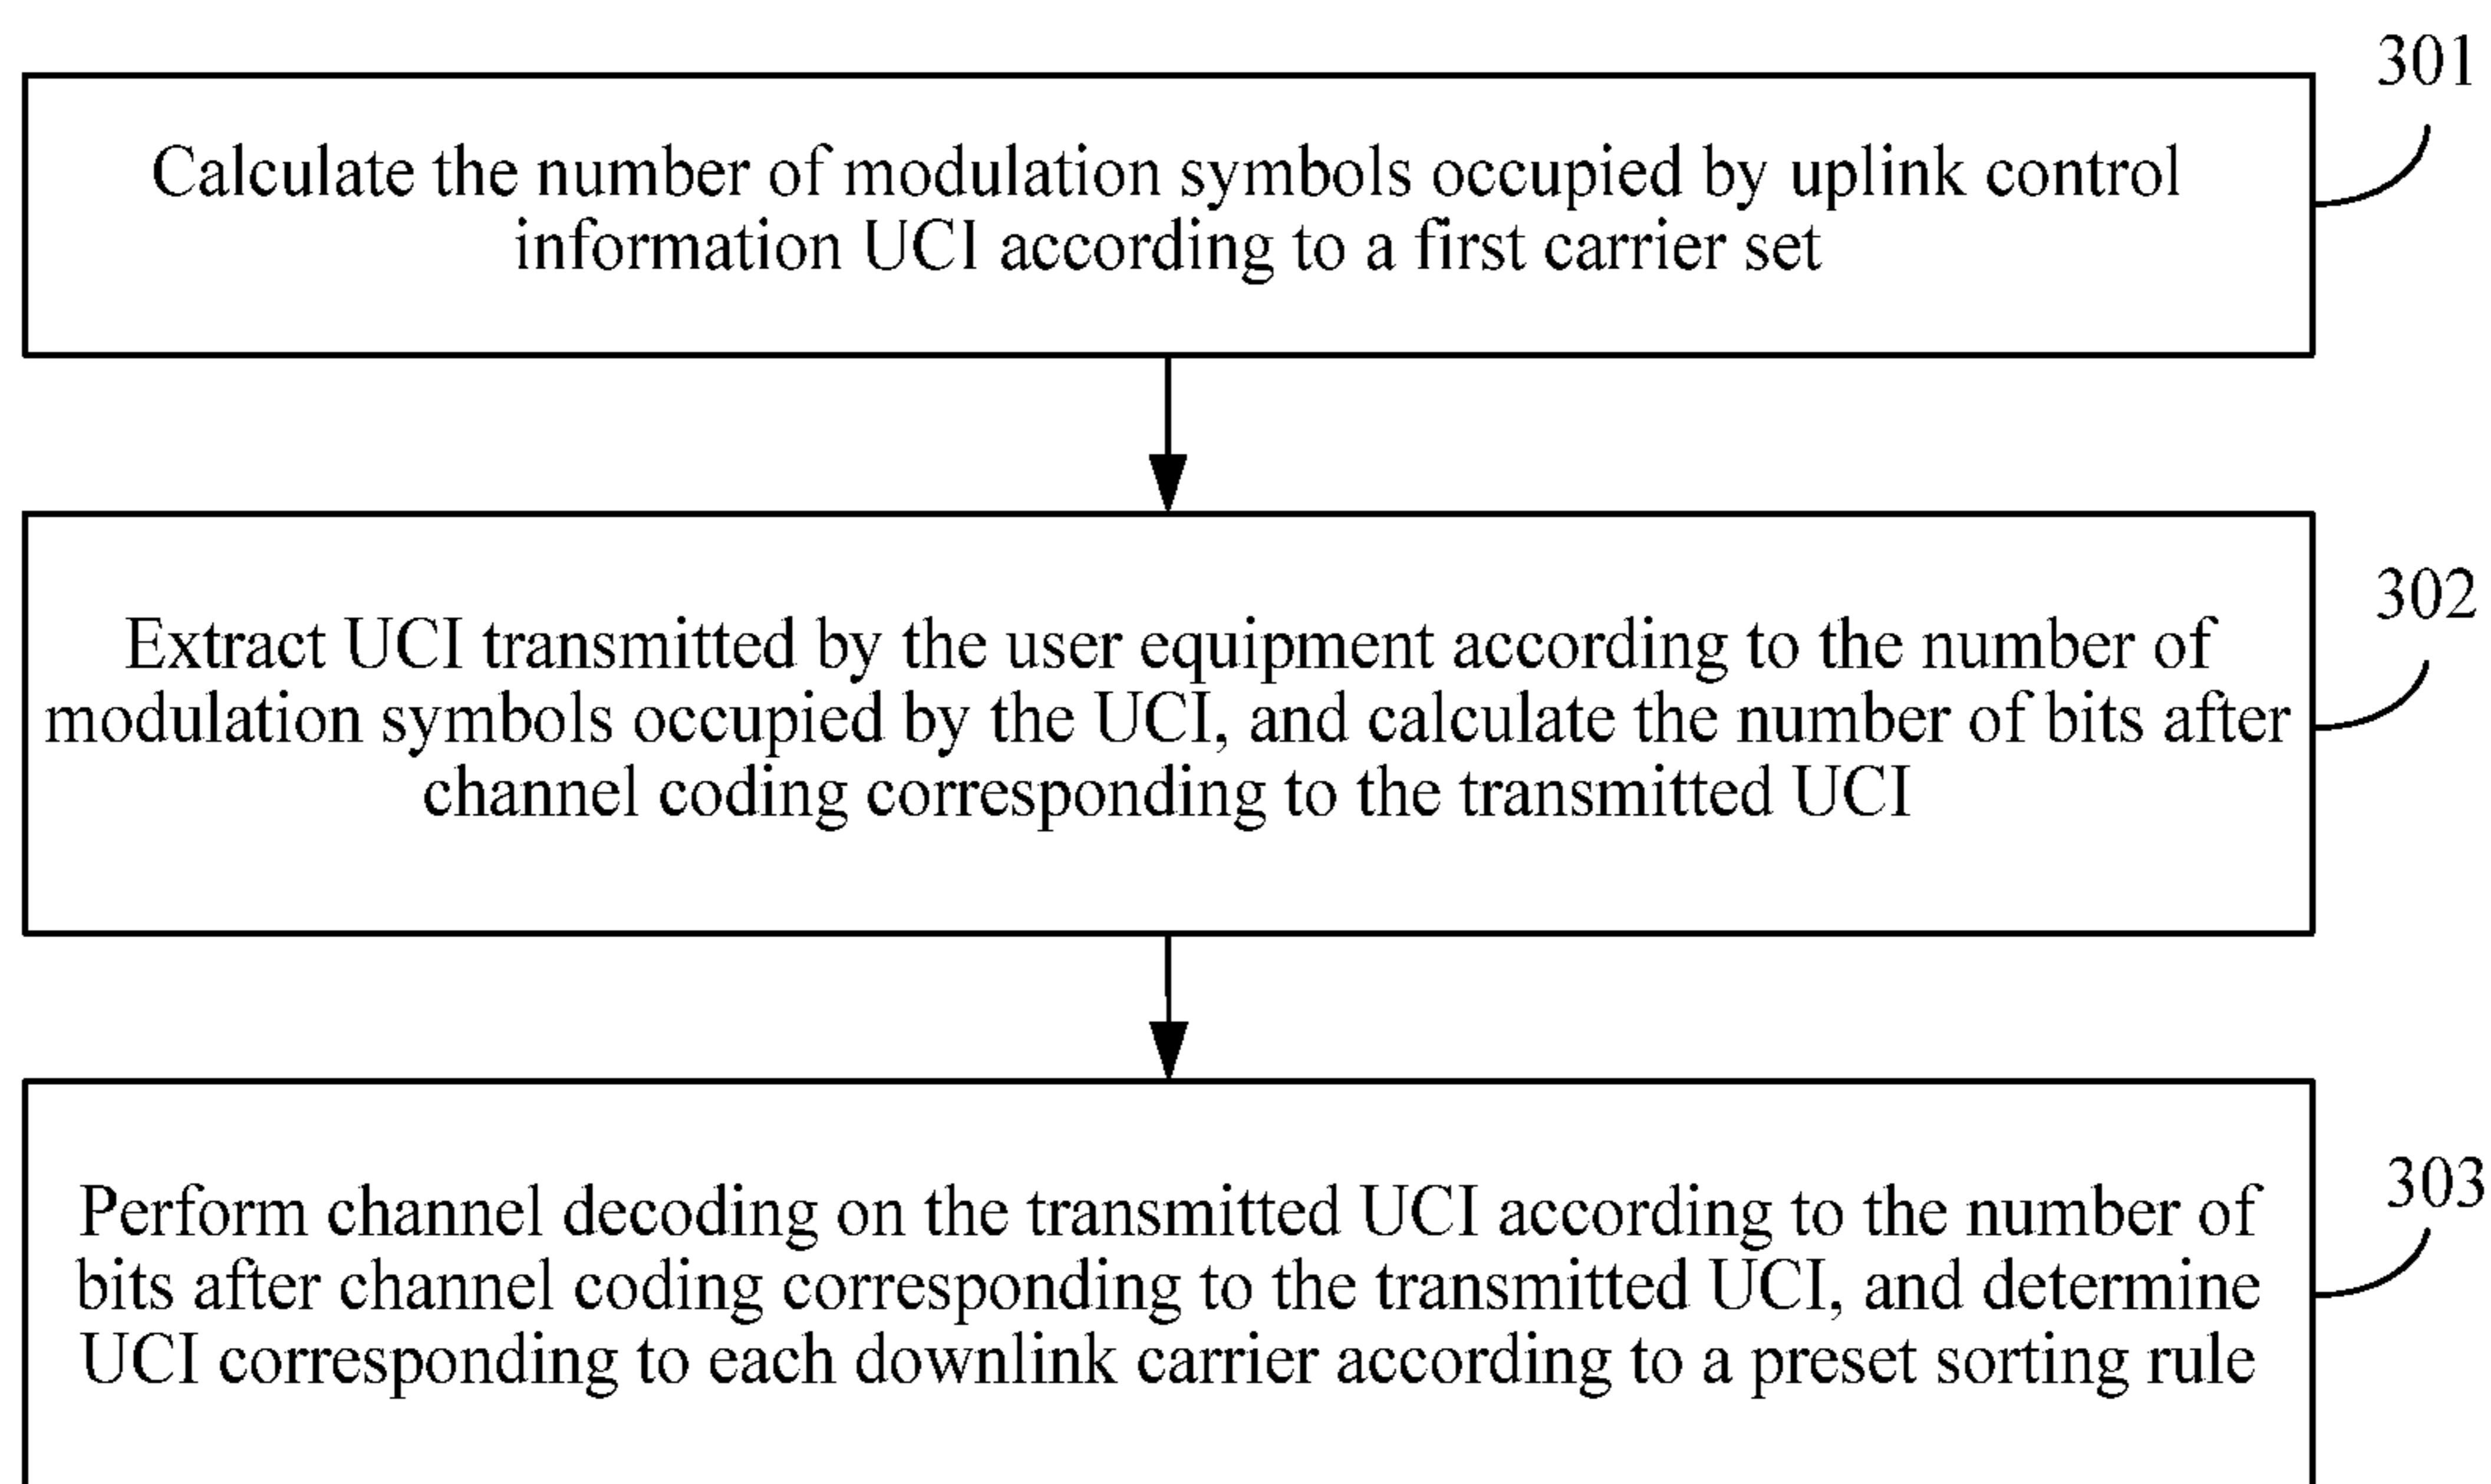 301
Calculate the number of modulation symbols occupied by uplink control
information UCI according to a first carrier set
302
Extract UCI transmitted by the user equipment according to the number of
modulation symbols occupied by the UCI, and calculate the number of bits after
channel coding corresponding to the transmitted UCI
303
Perform channel decoding on the transmitted UCI according to the number of
bits after channel coding corresponding to the transmitted UCI, and determine
UCI corresponding to each downlink carrier according to a preset sorting rule